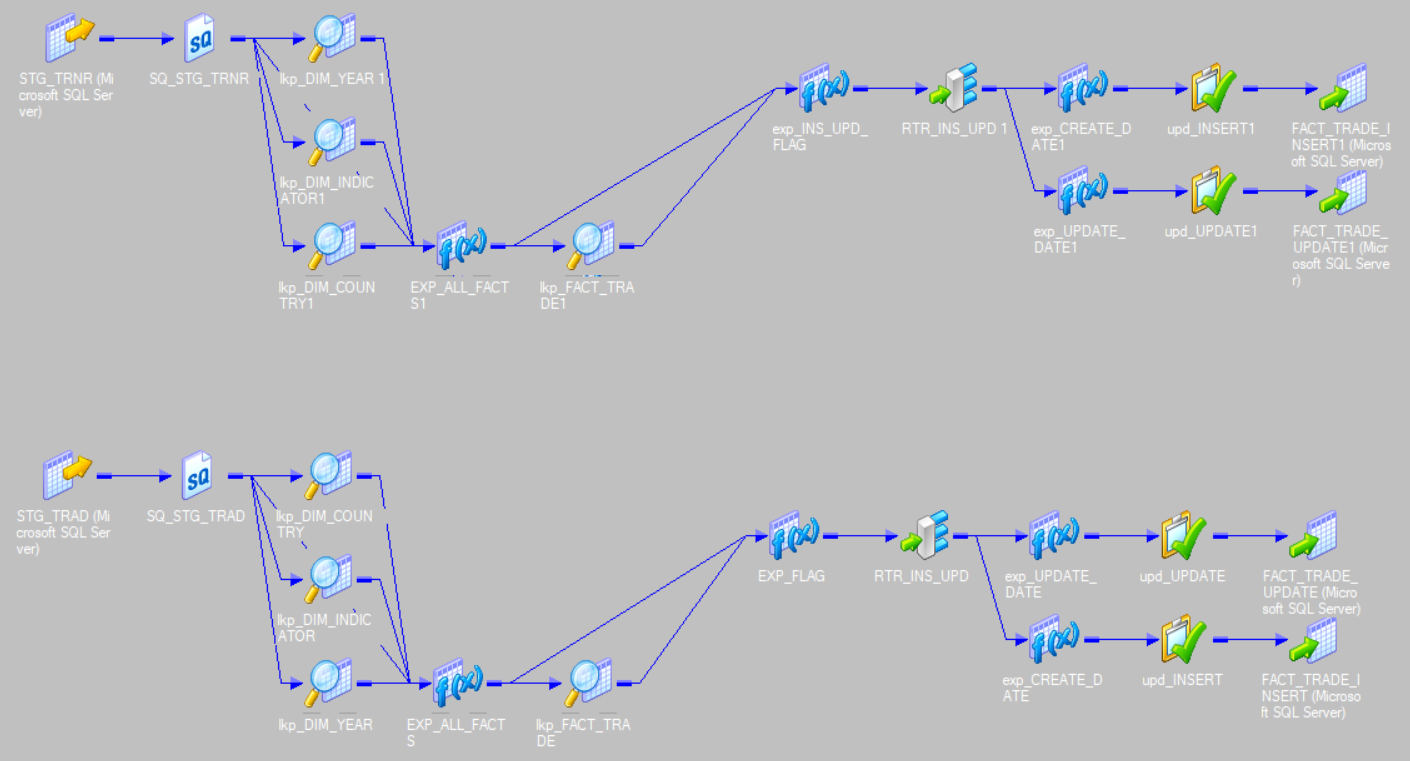 STG_TRNR (Mi
crosoft SQL Ser
ver)
SQ
SQ_STG_TRNR
lkp_DIM_YEAR 1
lkp_DIM_INDIC
ATOR1
lkp_DIM_COUN
TRY1
f(x)
EXP_ALL_FACT
S1
lkp_FACT_TRA
DE1
f(x)
exp_INS_UPD_
FLAG
RTR_INS_UPD 1
f(x)
exp_CREATE_D
ATE1
upd_INSERT1
FACT_TRADE_I
NSERT1 (Micros
oft SQL Server)
f(x)
exp_UPDATE_
DATE1
upd_UPDATE1
FACT_TRADE_
UPDATE1 (Micr
osoft SQL Serve
r)
STG_TRAD (Mi
crosoft SQL Ser
ver)
SQ
SQ_STG_TRAD
lkp_DIM_COUN
TRY
lkp_DIM_INDIC
ATOR
lkp_DIM_YEAR
f(x)
EXP_ALL_FACT
S
lkp_FACT_TRA
DE
f(x)
EXP_FLAG
RTR_INS_UPD
f(x)
exp_UPDATE_
DATE
upd_UPDATE
FACT_TRADE_
UPDATE (Micro
soft SQL Server)
f(x)
exp_CREATE_D
ATE
upd_INSERT
FACT_TRADE_I
NSERT (Microso
ft SQL Server)